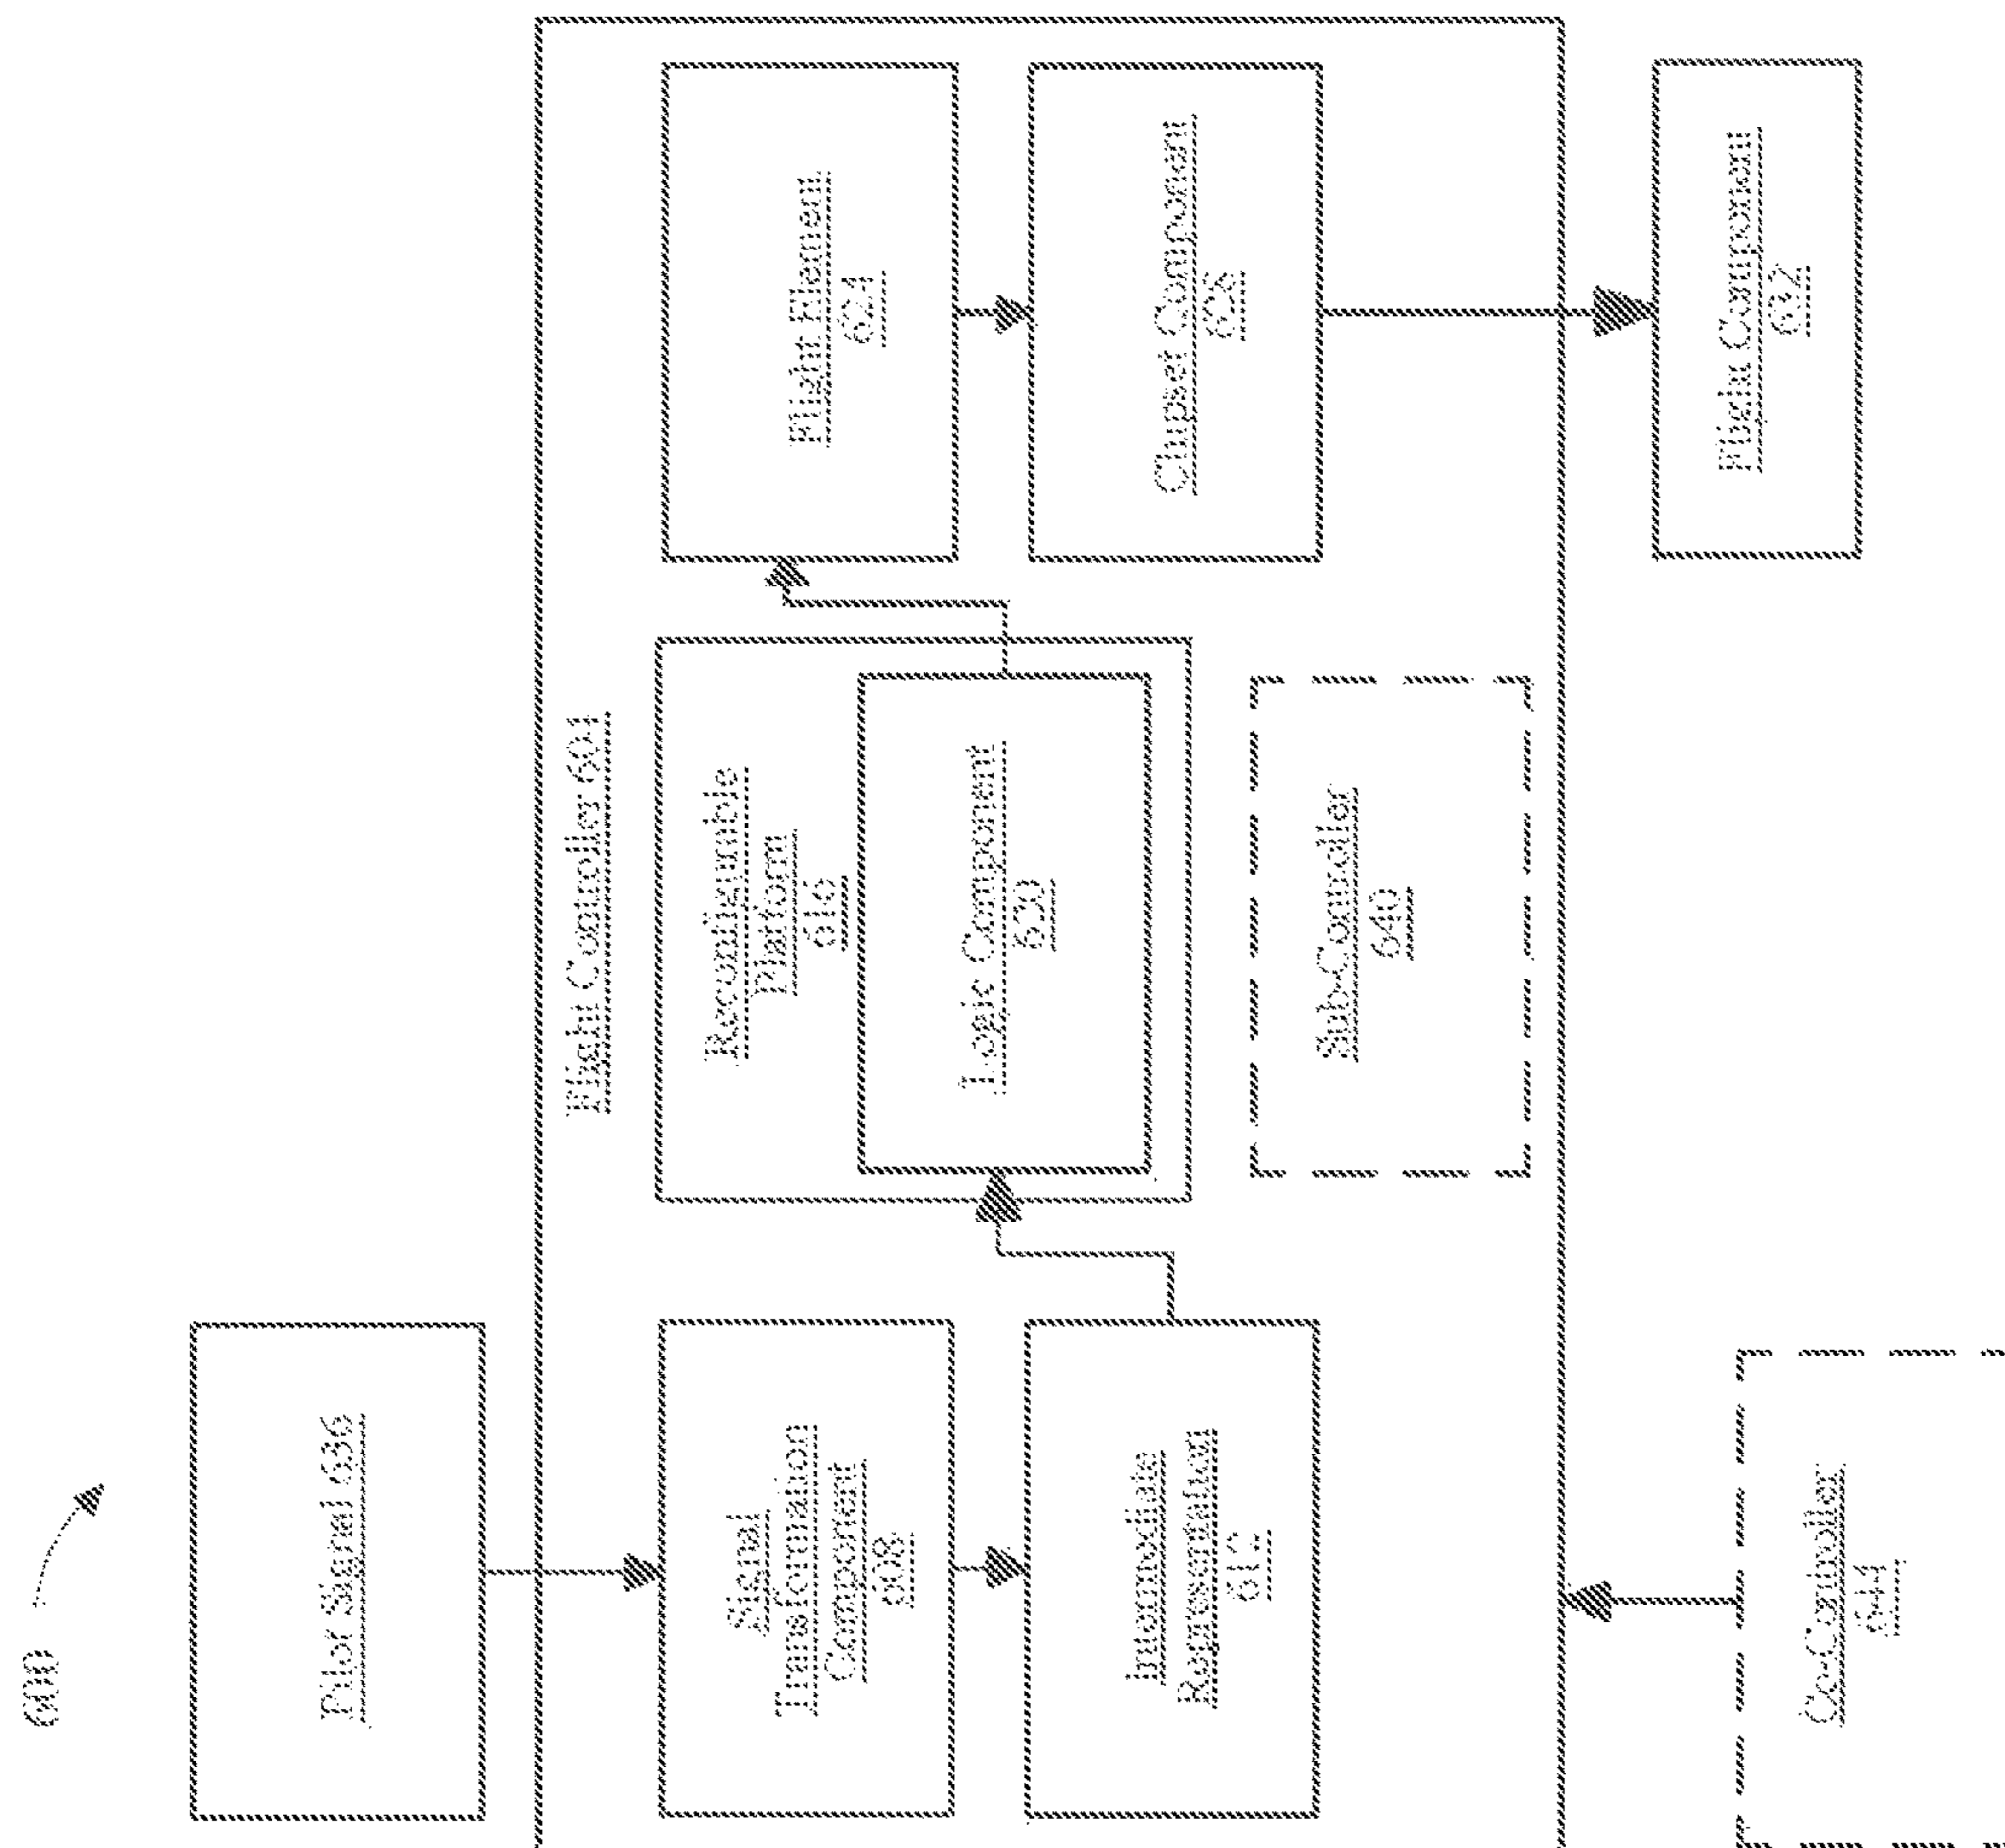 600
Pilot Signal 636
Flight Controller 604
Signal
Transformation
Component
608
Intermediate
Representation
612
Reconfigurable
Platform
616
Logic Component
620
Flight Element
624
Chipset Component
628
Sub-Controller
640
Co-Controller
644
Flight Component
632